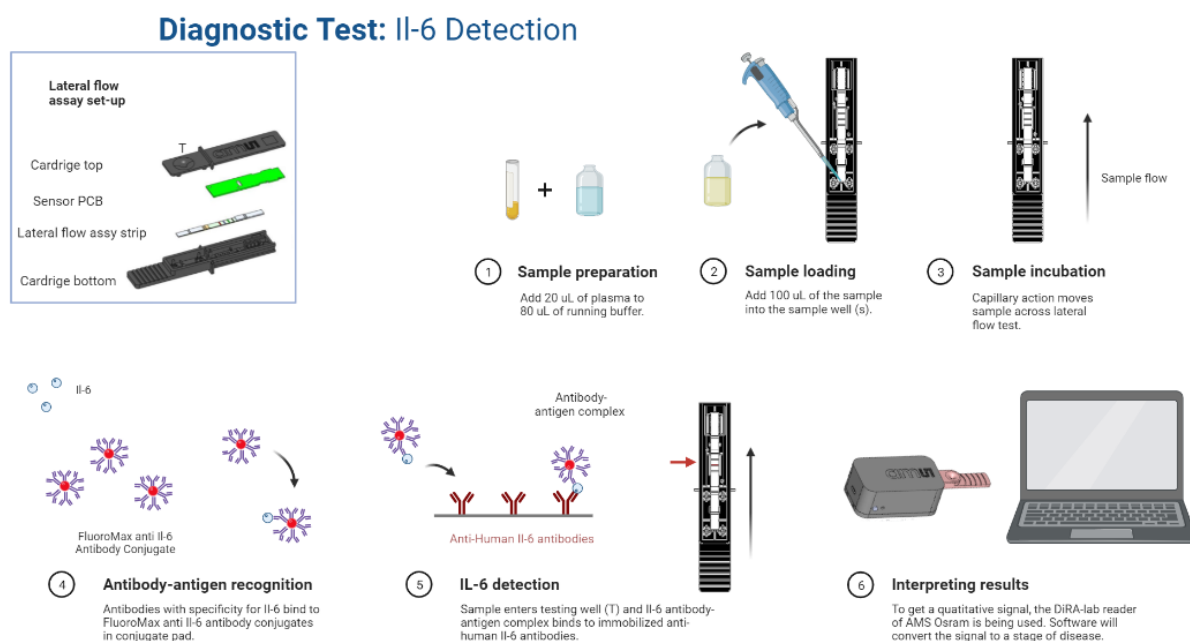 Diagnostic Test: Il-6 Detection
Lateral flow
assay set-up
T
Cardrige top
Sensor PCB
Lateral flow assy strip
Cardrige bottom
+
1 Sample preparation
Add 20 uL of plasma to
80 uL of running buffer.
2 Sample loading
Add 100 uL of the sample
into the sample well (s).
Sample flow
3 Sample incubation
Capillary action moves
sample across lateral
flow test.
Il-6
FluoroMax anti Il-6
Antibody Conjugate
4 Antibody-antigen recognition
Antibodies with specificity for Il-6 bind to
FluoroMax anti Il-6 antibody conjugates
in conjugate pad.
Antibody-
antigen complex
Anti-Human Il-6 antibodies
5 IL-6 detection
Sample enters testing well (T) and Il-6 antibody-
antigen complex binds to immobilized anti-
human Il-6 antibodies.
6 Interpreting results
To get a quatitative signal, the DiRA-lab reader
of AMS Osram is being used. Software will
convert the signal to a stage of disease.